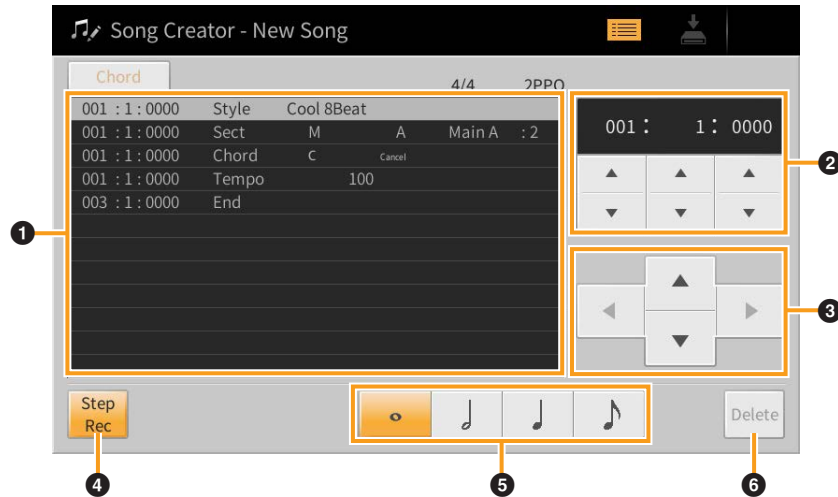 Song Creator - New Song
Chord
4/4 2PPQ
001 :1:0000 Style Cool 8Beat
001 :1:0000 Sect M A Main A :2
001 :1:0000 Chord C Cancel
001 :1:0000 Tempo 100
003 :1:0000 End
001: 1: 0000
1
2
3
Step
Rec
Delete
4
5
6